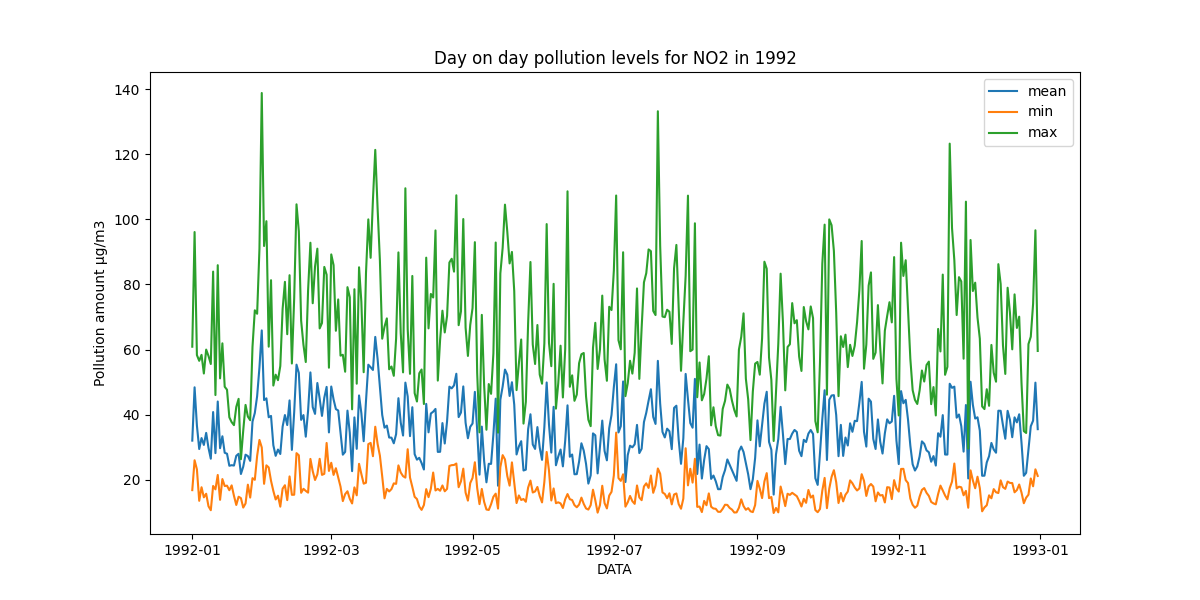 Day on day pollution levels for NO2 in 1992
mean
min
max
140
120
100
80
60
40
20
Pollution amount µg/m3
1992-01
1992-03
1992-05
1992-07
1992-09
1992-11
1993-01
DATA